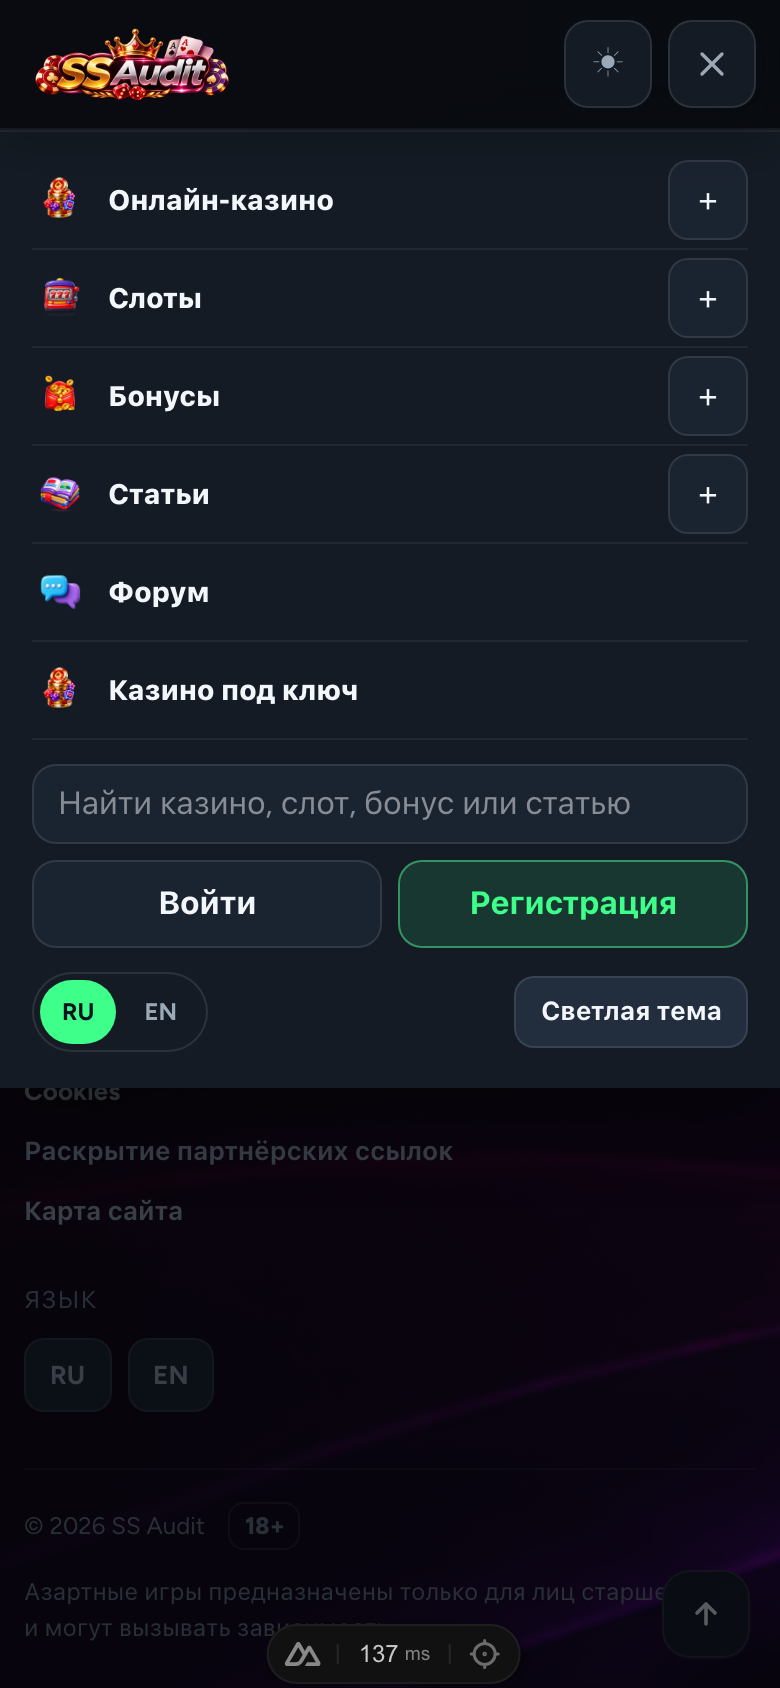 SS Audit
Онлайн-казино +
Слоты +
Бонусы +
Статьи +
Форум
Казино под ключ
Найти казино, слот, бонус или статью
Войти Регистрация
RU EN Светлая тема
Cookies
Раскрытие партнёрских ссылок
Карта сайта
ЯЗЫК
RU EN
© 2026 SS Audit 18+
Азартные игры предназначены только для лиц старше
и могут вызывать
137 ms